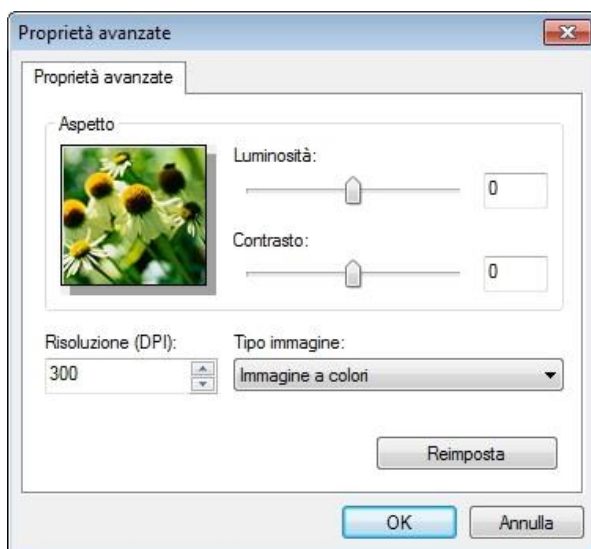 Proprietà avanzate
Proprietà avanzate
Aspetto
Luminosità:
0
Contrasto:
0
Risoluzione (DPI):
Tipo immagine:
300
Immagine a colori
Reimposta
OK
Annulla